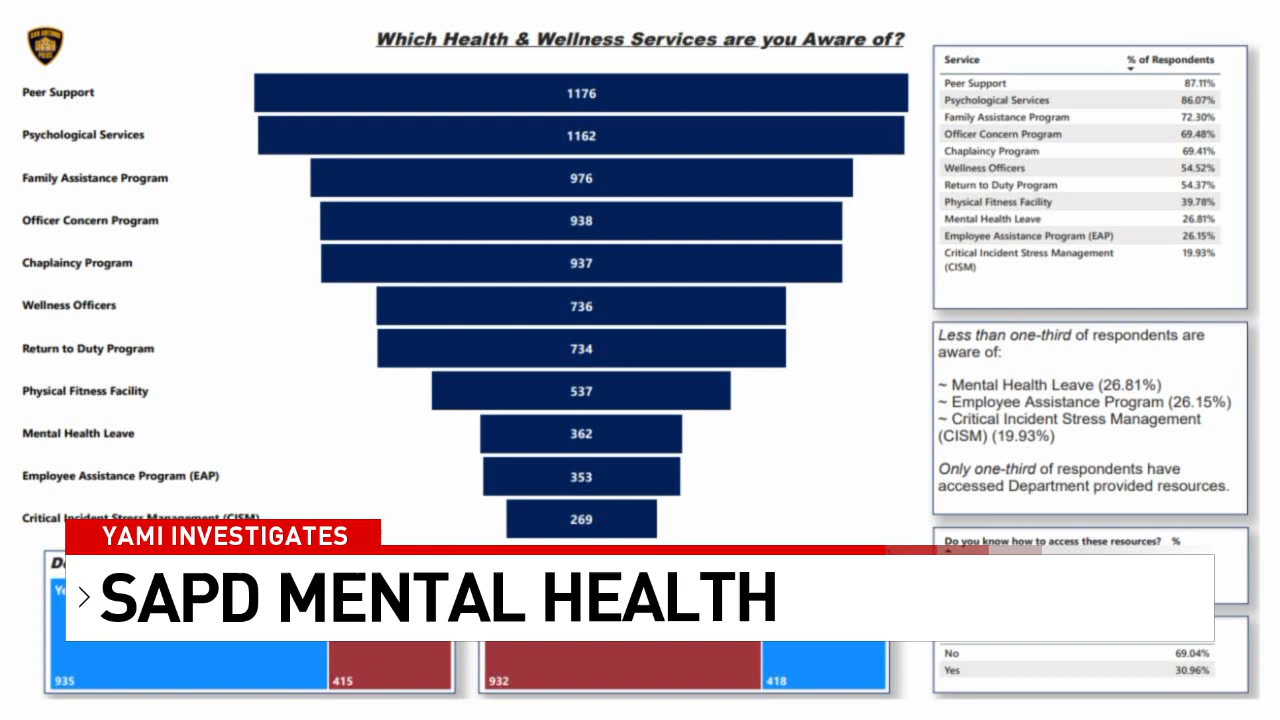 Which Health & Wellness Services are you Aware of?
Peer Support 1176
Psychological Services 1162
Family Assistance Program 976
Officer Concern Program 938
Chaplaincy Program 937
Wellness Officers 736
Return to Duty Program 734
Physical Fitness Facility 537
Mental Health Leave 362
Employee Assistance Program (EAP) 353
Critical Incident Stress Management (CISM) 269
Service % of Respondents
Peer Support 87.11%
Psychological Services 86.07%
Family Assistance Program 72.30%
Officer Concern Program 69.48%
Chaplaincy Program 69.41%
Wellness Officers 54.52%
Return to Duty Program 54.37%
Physical Fitness Facility 39.78%
Mental Health Leave 26.81%
Employee Assistance Program (EAP) 26.15%
Critical Incident Stress Management 19.93%
(CISM)
Less than one-third of respondents are
aware of:
~ Mental Health Leave (26.81%)
~ Employee Assistance Program (26.15%)
~ Critical Incident Stress Management
(CISM) (19.93%)
Only one-third of respondents have
accessed Department provided resources.
Do you know how to access these resources? %
YAMI INVESTIGATES
SAPD MENTAL HEALTH
935 415
932 418
No 69.04%
Yes 30.96%